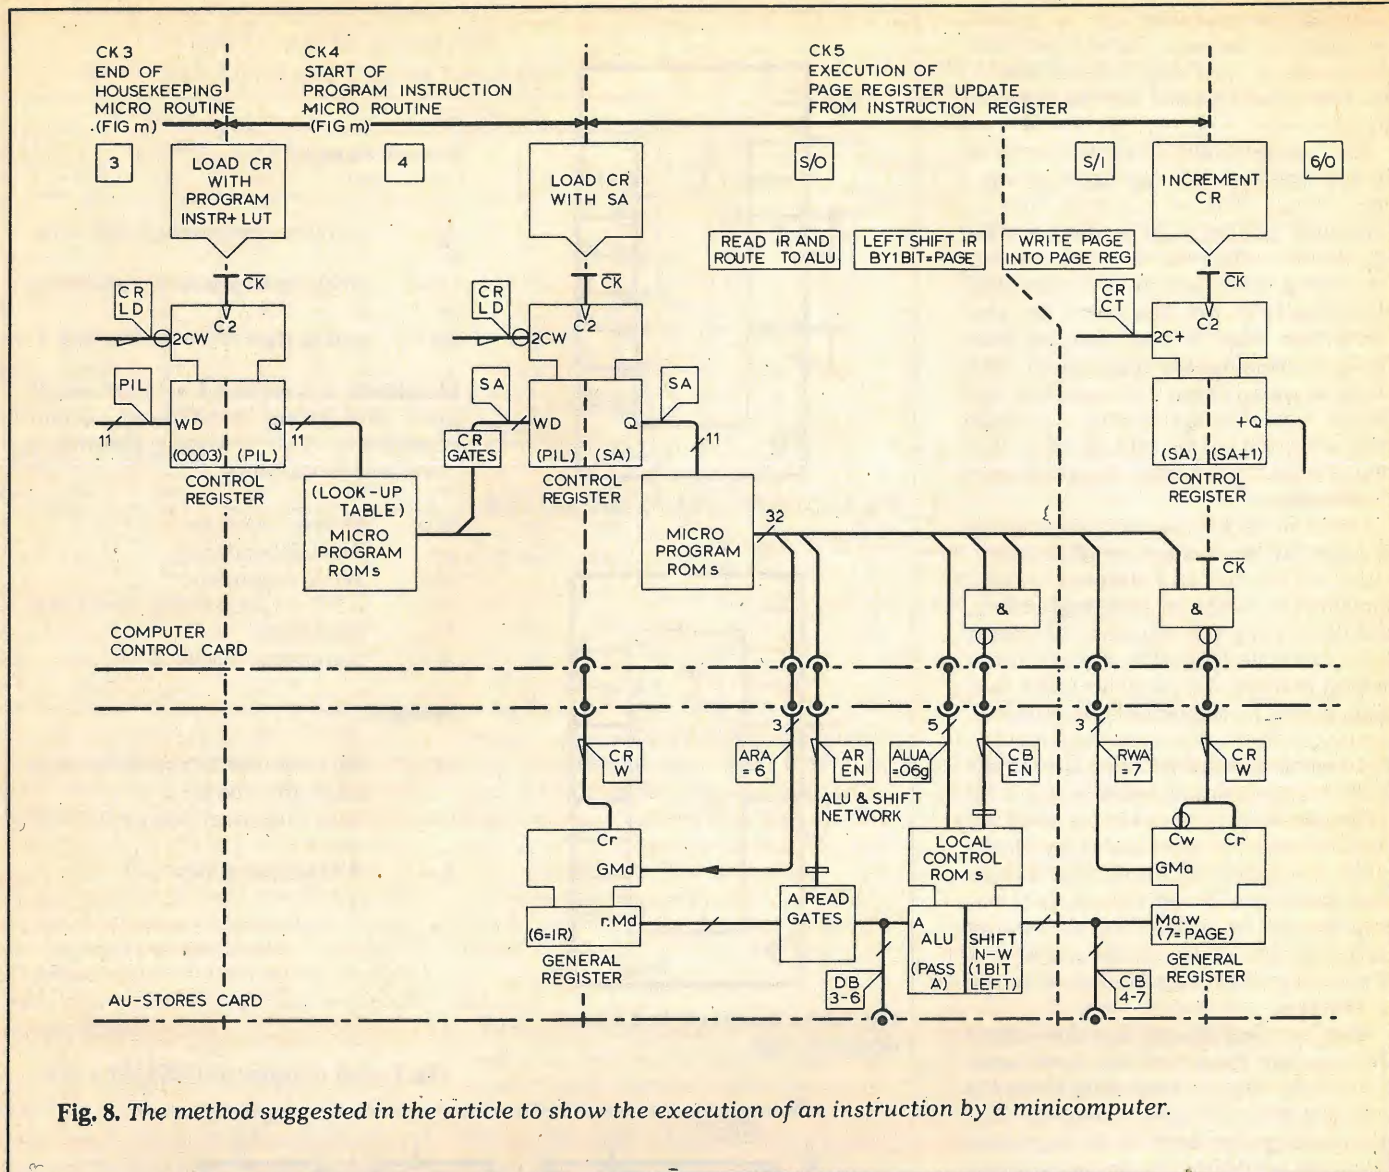 CK3
END OF
HOUSEKEEPING
MICRO ROUTINE
(FIG m)
CK4
START OF
PROGRAM INSTRUCTION
MICRO ROUTINE
(FIG m)
CK5
EXECUTION OF
PAGE REGISTER UPDATE
FROM INSTRUCTION REGISTER
3
LOAD CR
WITH
PROGRAM
INSTR+ LUT
4
LOAD CR
WITH SA
S/O
S/I
INCREMENT
CR
6/O
READ IR AND
ROUTE TO ALU
LEFT SHIFT IR
BY 1 BIT=PAGE
WRITE PAGE
INTO PAGE REG
CK
CK
CK
CR
LD
C2
2CW
CR
LD
C2
2CW
CR
CT
C2
2C+
PIL
11
WD
Q
11
(0003)
(PIL)
CONTROL
REGISTER
SA
CR
GATES
WD
Q
(PIL)
(SA)
CONTROL
REGISTER
SA
11
+Q
(SA)
(SA+1)
CONTROL
REGISTER
(LOOK-UP
TABLE)
MICRO
PROGRAM
ROMs
MICRO
PROGRAM
ROMs
32
CK
&
&
COMPUTER
CONTROL CARD
3
5
3
CR
W
ARA
= 6
AR
EN
ALUA
=06g
CB
EN
RWA
= 7
CR
W
ALU & SHIFT
NETWORK
Cr
GMd
r.Md
(6=IR)
GENERAL
REGISTER
A READ
GATES
LOCAL
CONTROL
ROM s
A
ALU
(PASS
A)
SHIFT
N-W
(1 BIT
LEFT)
Cw
Cr
GMa
Ma.w
(7= PAGE)
GENERAL
REGISTER
DB
3-6
CB
4-7
AU-STORES CARD
Fig. 8. The method suggested in the article to show the execution of an instruction by a minicomputer.